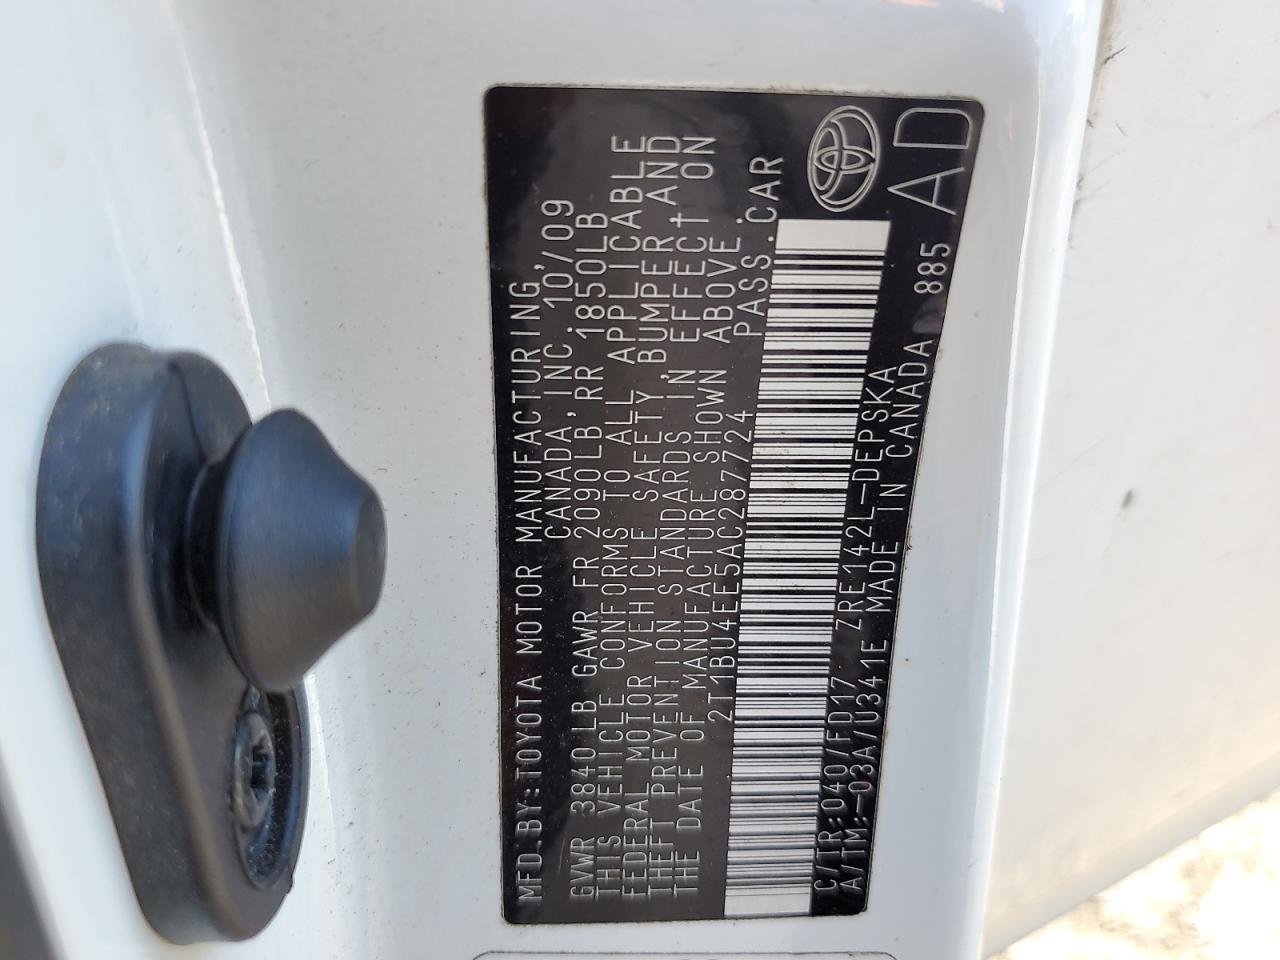 MFD.BY:TOYOTA MOTOR MANUFACTURING,
CANADA,INC. 10/09
GVWR 3840 LB GAWR FR 2090LB,RR 1850LB
THIS VEHICLE CONFORMS TO ALL APPLICABLE
FEDERAL MOTOR VEHICLE SAFETY,BUMPER,AND
THEFT PREVENTION STANDARDS IN EFFECT ON
THE DATE OF MANUFACTURE SHOWN ABOVE.
2T1BU4EE5AC287724 PASS.CAR
C/TR:040/FD17 ZRE142L-DEPSKA 885
A/TM:-03A/U341E MADE IN CANADA
AD